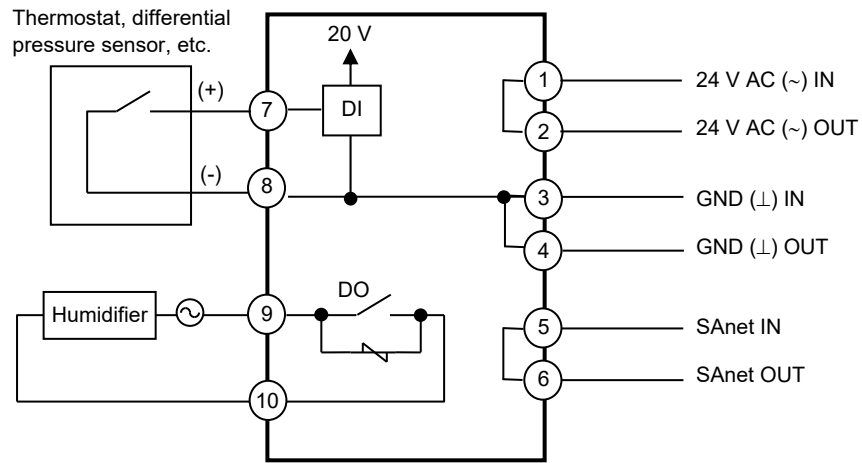 Thermostat, differential
pressure sensor, etc.
20 V
(+)
7
DI
1
24 V AC (~) IN
2
24 V AC (~) OUT
(-)
8
3
GND (⊥) IN
4
GND (⊥) OUT
Humidifier
9
DO
5
SAnet IN
6
SAnet OUT
10